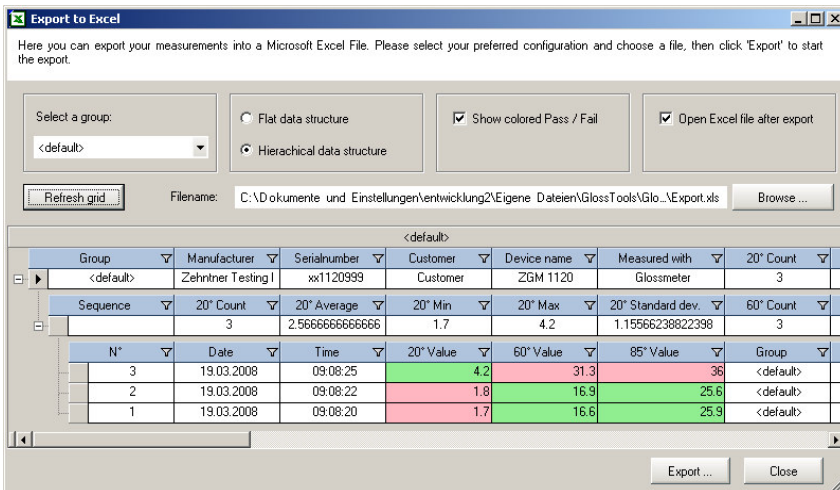 Export to Excel
Here you can export your measurements into a Microsoft Excel File. Please select your preferred configuration and choose a file, then click 'Export' to start
the export.
Select a group:
<default>
Flat data structure
Hierachical data structure
Show colored Pass / Fail
Open Excel file after export
Refresh grid Filename: C:\Dokumente und Einstellungen\entwicklung2\Eigene Dateien\GlossTools\Glo...\Export.xls Browse ...
<default>
Group Manufacturer Serialnumber Customer Device name Measured with 20° Count
<default> Zehntner Testing I xx1120999 Customer ZGM 1120 Glossmeter 3
Sequence 20° Count 20° Average 20° Min 20° Max 20° Standard dev. 60° Count
3 2.5666666666666 1.7 4.2 1.15566238822398 3
N° Date Time 20° Value 60° Value 85° Value Group
3 19.03.2008 09:08:25 4.2 31.3 36 <default>
2 19.03.2008 09:08:22 1.8 16.9 25.6 <default>
1 19.03.2008 09:08:20 1.7 16.6 25.9 <default>
Export ... Close